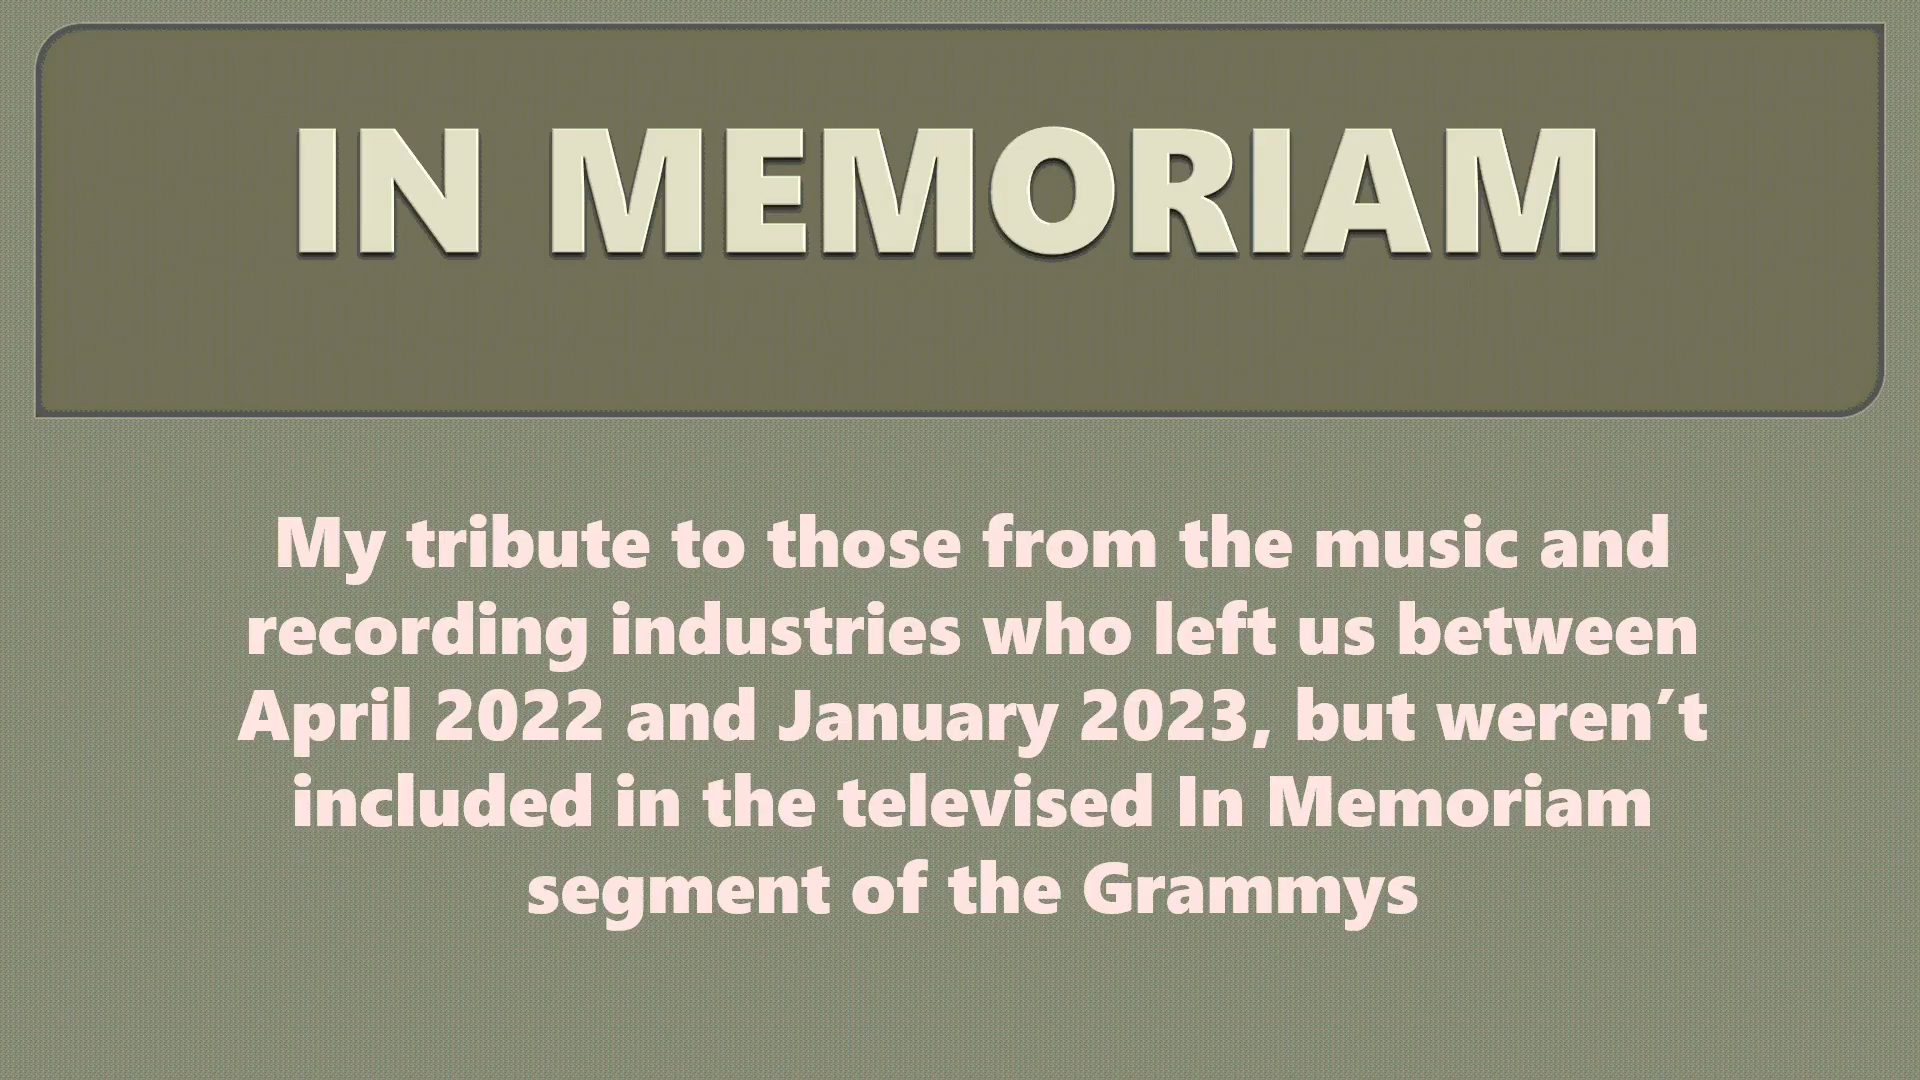 IN MEMORIAM
My tribute to those from the music and
recording industries who left us between
April 2022 and January 2023, but weren’t
included in the televised In Memoriam
segment of the Grammys